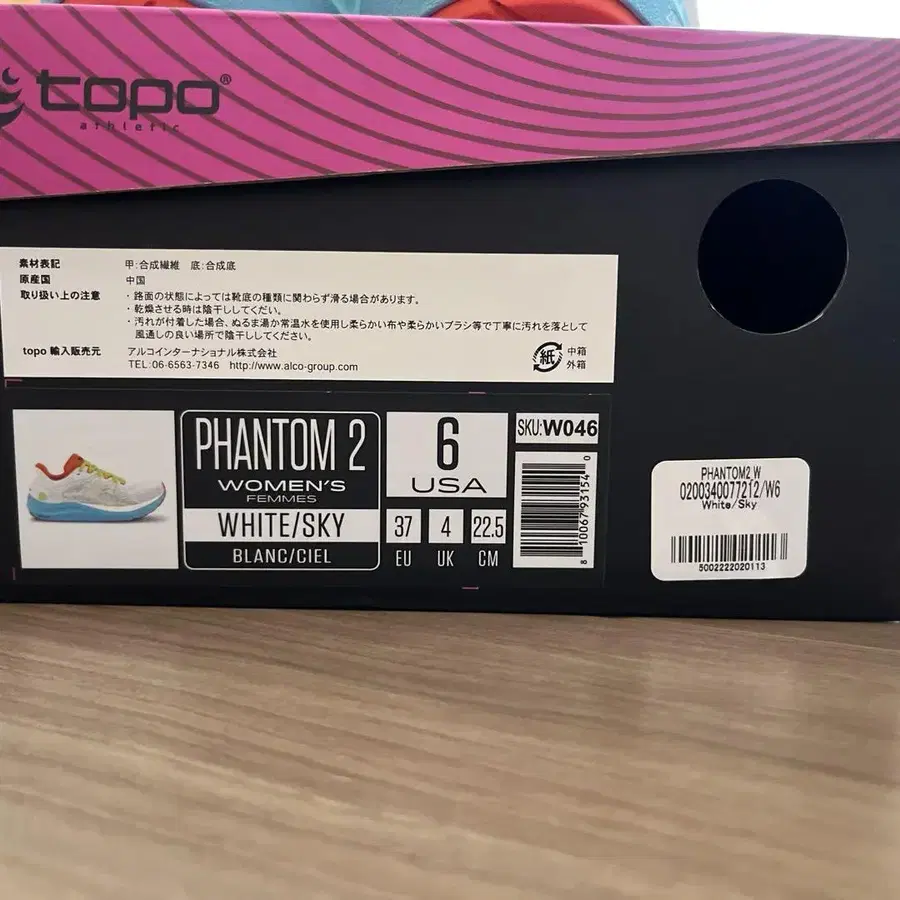 topo®
athletic
素材表記 甲:合成繊維 底:合成底
原産国 中国
取り扱い上の注意 ・路面の状態によっては靴底の種類に関わらず滑る場合があります。
・乾燥させる時は陰干ししてください。
・汚れが付着した場合、ぬるま湯か常温水を使用し柔らかい布や柔らかいブラシ等で丁寧に汚れを落として
風通しの良い場所で陰干ししてください。
topo 輸入販売元 アルコインターナショナル株式会社
TEL:06-6563-7346 http://www.alco-group.com
紙 中箱
外箱
PHANTOM 2
WOMEN'S
FEMMES
WHITE/SKY
BLANC/CIEL
6
USA
37 4 22.5
EU UK CM
SKU:W046
8 10067 93154 0
PHANTOM2 W
0200340077212/W6
White/Sky
5002222020113